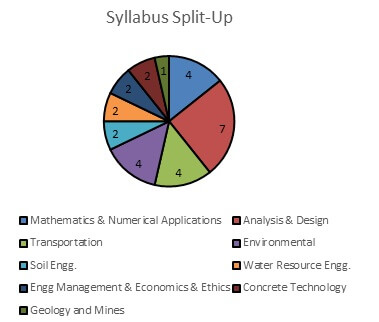 Syllabus Split-Up
1
4
2
2
7
2
2
4
4
Mathematics & Numerical Applications
Analysis & Design
Transportation
Environmental
Soil Engg.
Water Resource Engg.
Engg Management & Economics & Ethics
Concrete Technology
Geology and Mines